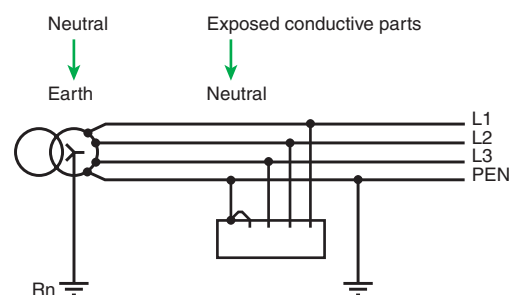 Neutral Exposed conductive parts
Earth Neutral
L1
L2
L3
PEN
Rn